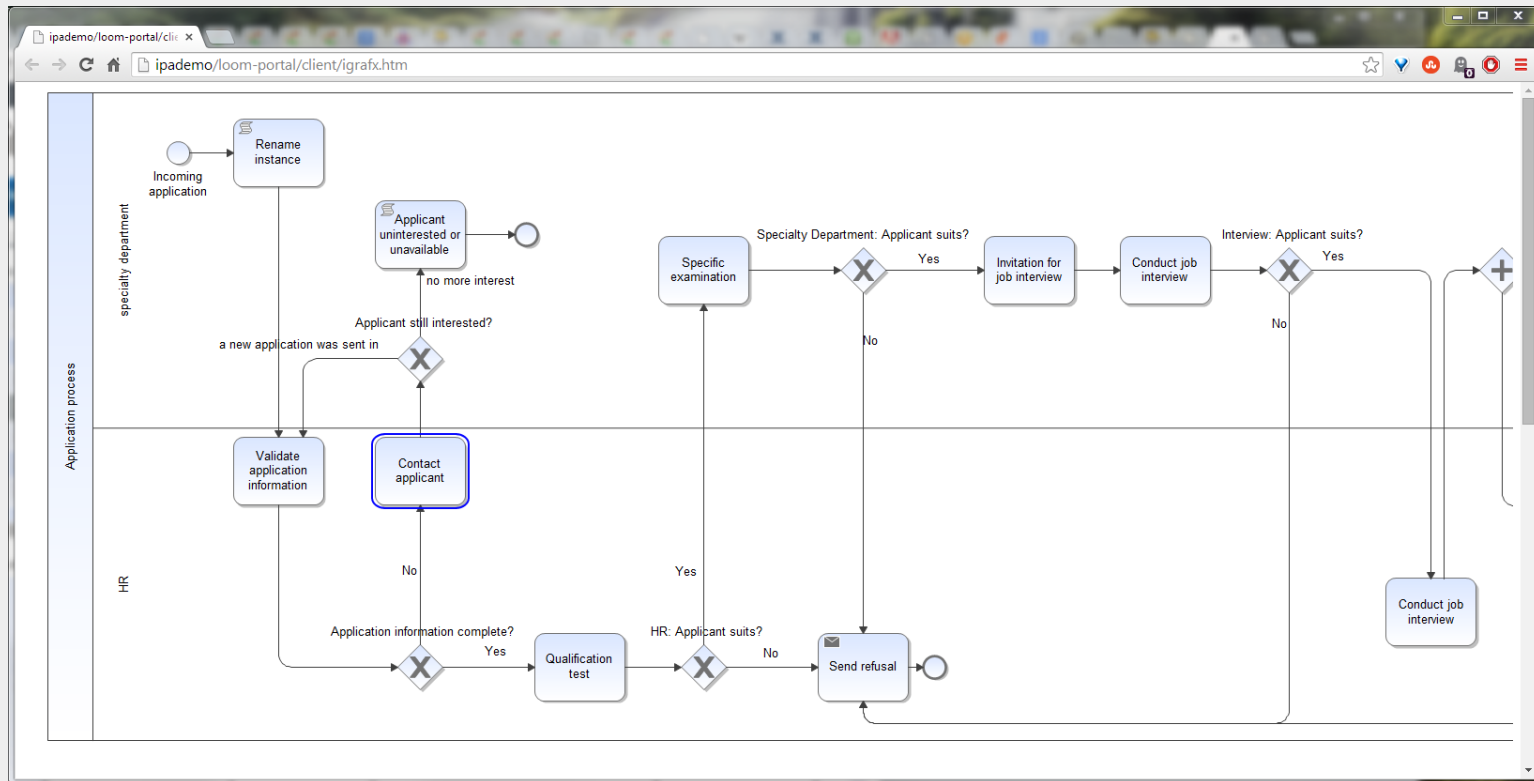 ipademo/loom-portal/clie
ipademo/loom-portal/client/igrafx.htm
0
Application process
specialty department
HR
Incoming
application
Rename
instance
Applicant
uninterested or
unavailable
no more interest
Applicant still interested?
a new application was sent in
Validate
application
information
Contact
applicant
No
Application information complete?
Yes
Qualification
test
HR: Applicant suits?
Yes
No
Specific
examination
Specialty Department: Applicant suits?
Yes
No
Send refusal
Invitation for
job interview
Conduct job
interview
Interview: Applicant suits?
Yes
No
Conduct job
interview